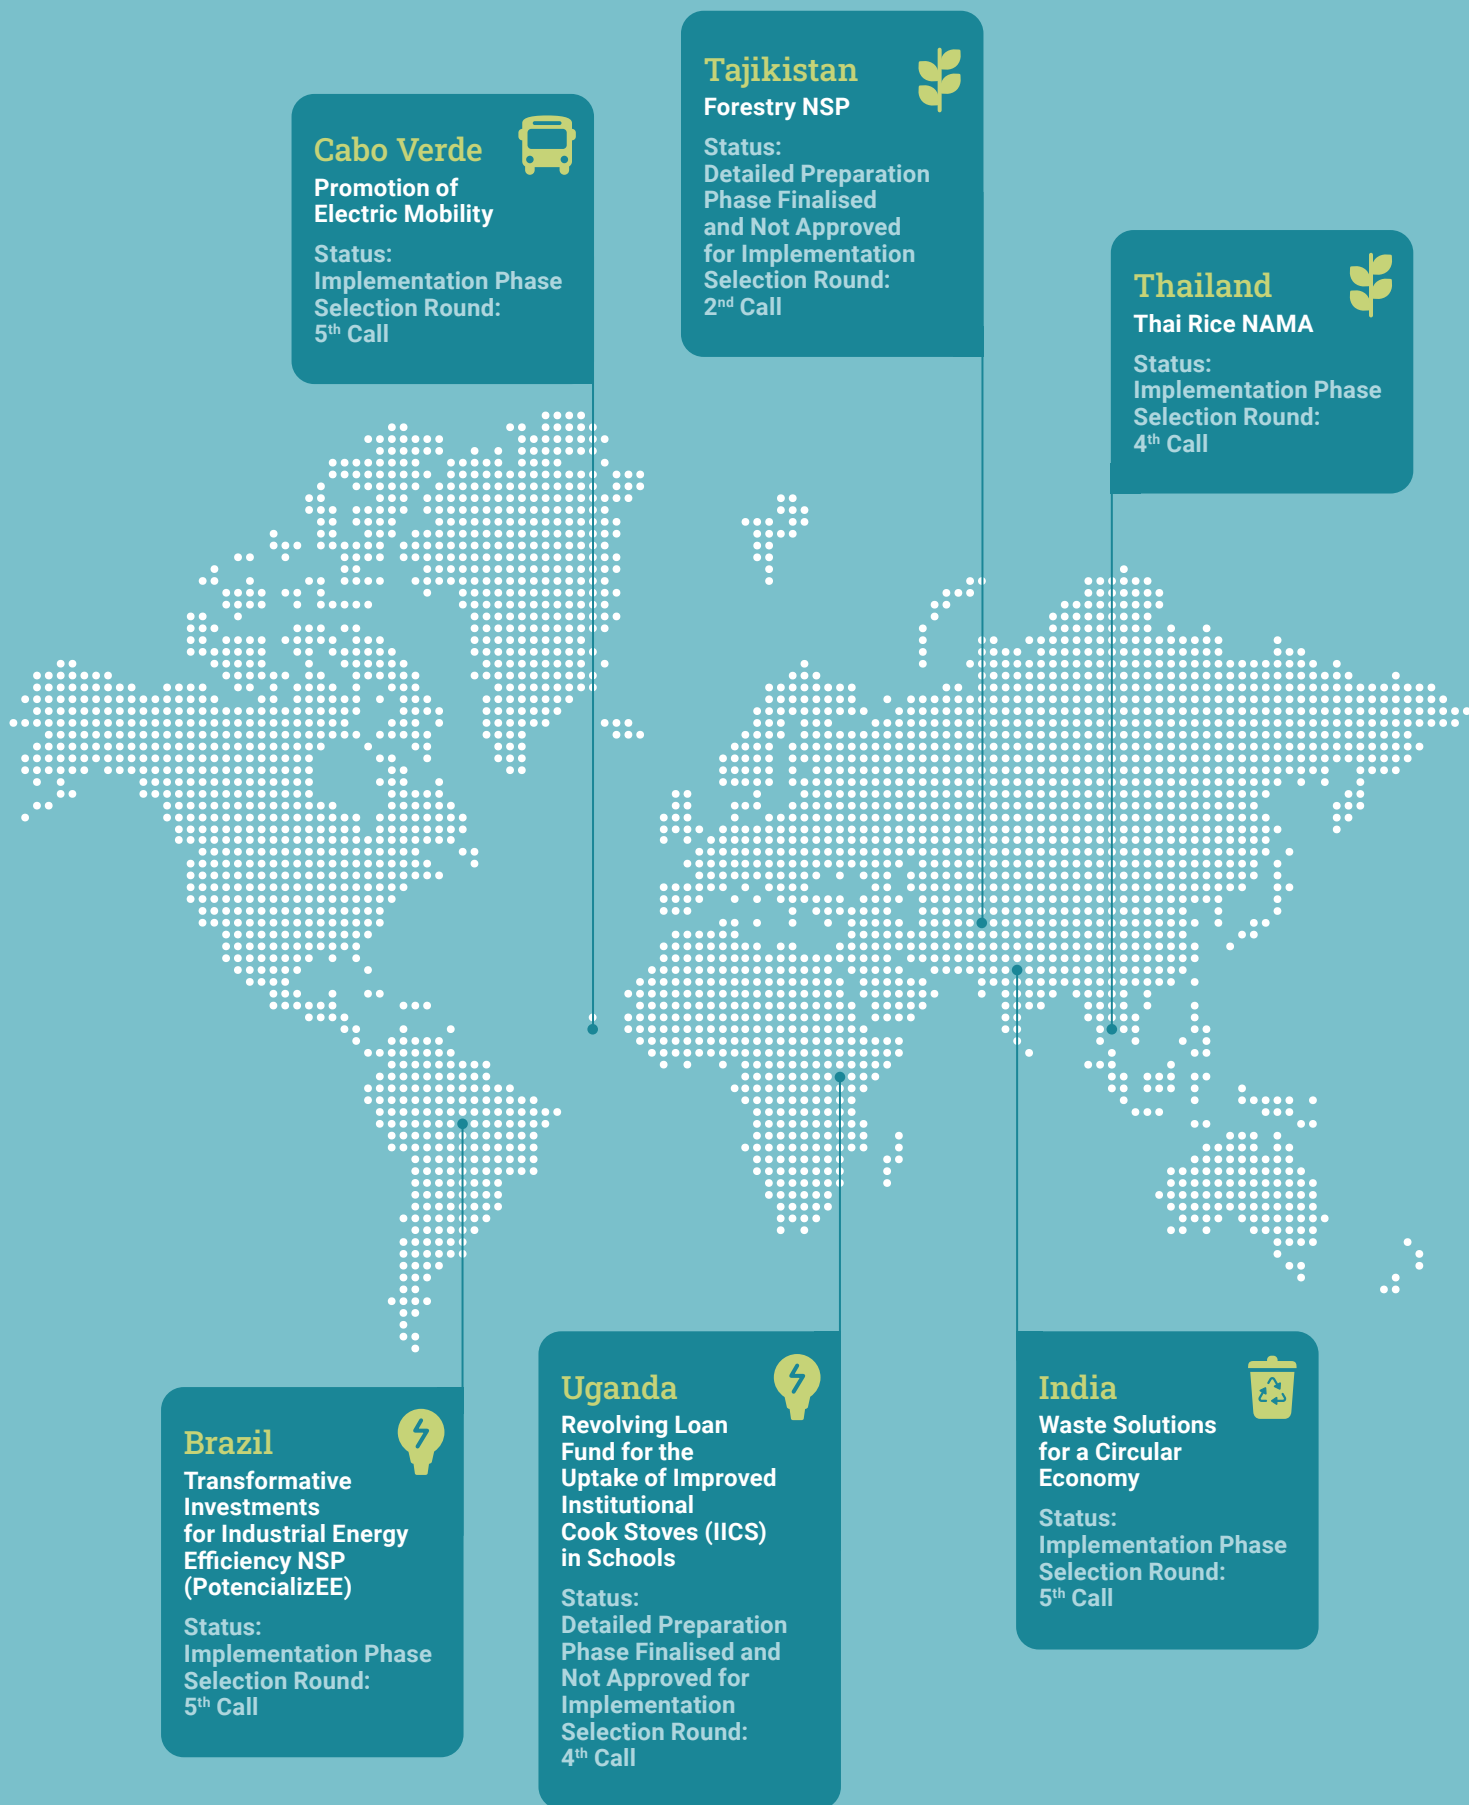 Tajikistan
Forestry NSP
Status:
Detailed Preparation
Phase Finalised
and Not Approved
for Implementation
Selection Round:
2nd Call
Cabo Verde
Promotion of
Electric Mobility
Status:
Implementation Phase
Selection Round:
5th Call
Thailand
Thai Rice NAMA
Status:
Implementation Phase
Selection Round:
4th Call
Brazil
Transformative
Investments
for Industrial Energy
Efficiency NSP
(PotencializEE)
Status:
Implementation Phase
Selection Round:
5th Call
Uganda
Revolving Loan
Fund for the
Uptake of Improved
Institutional
Cook Stoves (IICS)
in Schools
Status:
Detailed Preparation
Phase Finalised and
Not Approved for
Implementation
Selection Round:
4th Call
India
Waste Solutions
for a Circular
Economy
Status:
Implementation Phase
Selection Round:
5th Call